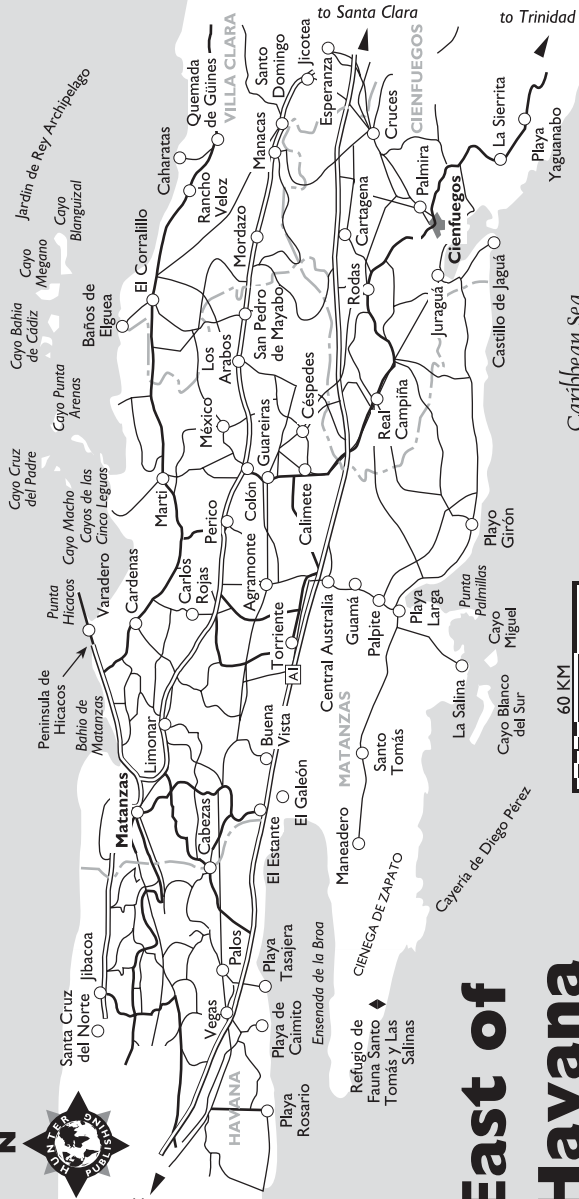 to Santa Clara
to Trinidad
Jardin de Rey Archipelago
Quemada
de Güines
VILLA CLARA
Santo
Domingo
Jicotea
Esperanza
CIENFUEGOS
Cruces
La Sierrita
Playa
Yaguanabo
Caharatas
Rancho
Veloz
Manacas
Palmira
Cienfuegos
Cayo
Blanguizal
Cayo
Megano
El Corralillo
Mordazo
Cartagena
Rodas
Juraguá
Castillo de Jaguá
Caribbean Sea
Cayo Bahia
de Cádiz
Baños de
Elguea
San Pedro
de Mayabo
Los
Arabos
Cayo Punta
Arenas
México
Guareiras
Céspedes
Real
Campiña
Cayo Cruz
del Padre
Cayo Macho
Cayos de las
Cinco Leguas
Martí
Perico
Colón
Calimete
Playo
Girón
Punta
Hicacos
Varadero
Cardenas
Carlos
Rojas
Agramonte
Torriente
A1
Central Australia
Guamá
Palpite
Playa
Larga
Punta
Palmillas
Cayo
Miguel
Peninsula de
Hicacos
Bahio de
Matanzas
Limonar
Buena
Vista
MATANZAS
Santo
Tomás
La Salina
Cayo Blanco
del Sur
60 KM
Matanzas
Cabezas
El Estante
El Galeón
Maneadero
CIENEGA DE ZAPATO
Cayería de Diego Pérez
Santa Cruz
del Norte
Jibacoa
Vegas
Palos
Playa
Tasajera
Playa de
Caimito
Ensenada de la Broa
Refugio de
Fauna Santo
Tomás y Las
Salinas
HAVANA
Playa
Rosario
N
HUNTER
PUBLISHING
East of
Havana